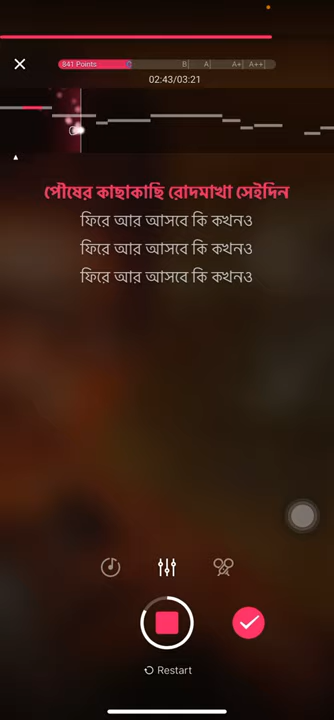 841 Points
B
A
A+
A++
02:43/03:21
পৌষের কাছাকাছি রোদমাখা সেইদিন
ফিরে আর আসবে কি কখনও
ফিরে আর আসবে কি কখনও
ফিরে আর আসবে কি কখনও
Restart